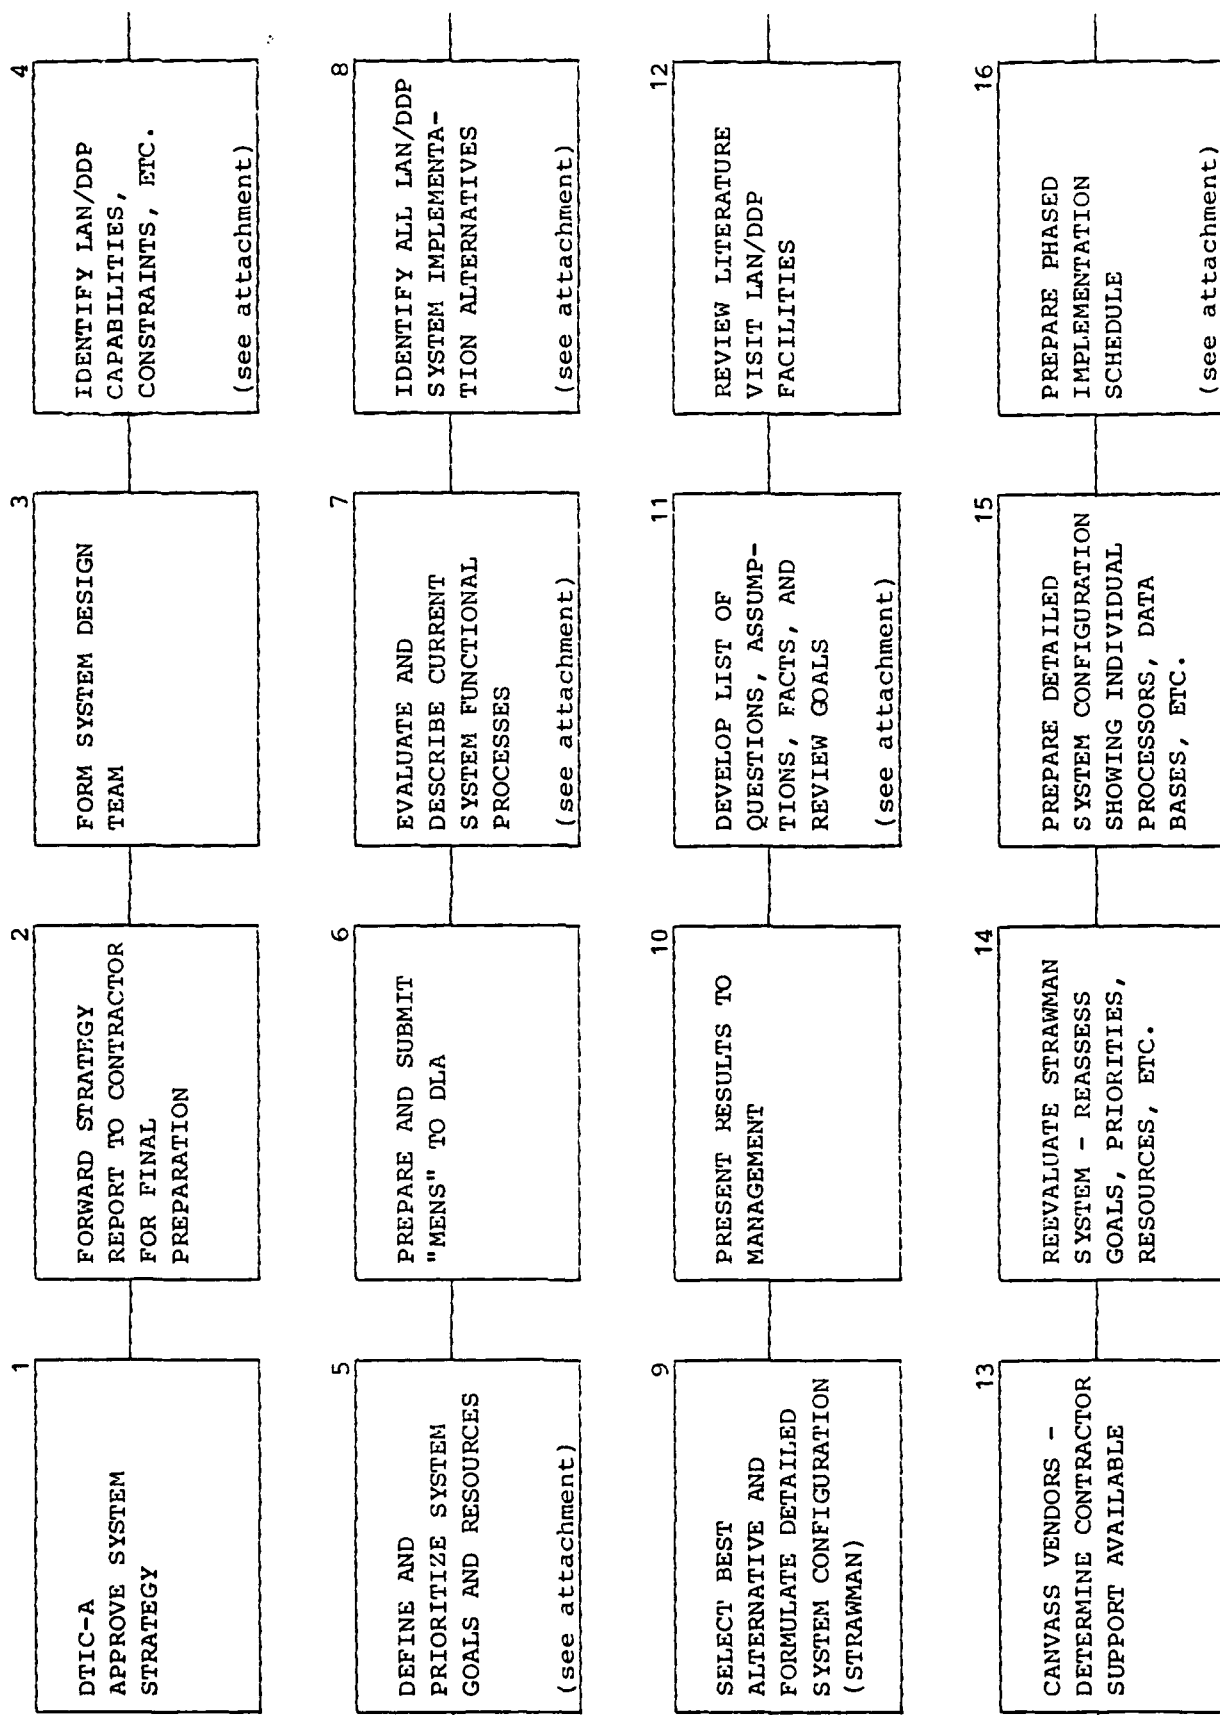 1
DTIC-A
APPROVE SYSTEM
STRATEGY
2
FORWARD STRATEGY
REPORT TO CONTRACTOR
FOR FINAL
PREPARATION
3
FORM SYSTEM DESIGN
TEAM
4
IDENTIFY LAN/DDP
CAPABILITIES,
CONSTRAINTS, ETC.
(see attachment)
5
DEFINE AND
PRIORITIZE SYSTEM
GOALS AND RESOURCES
(see attachment)
6
PREPARE AND SUBMIT
"MENS" TO DLA
7
EVALUATE AND
DESCRIBE CURRENT
SYSTEM FUNCTIONAL
PROCESSES
(see attachment)
8
IDENTIFY ALL LAN/DDP
SYSTEM IMPLEMENTA-
TION ALTERNATIVES
(see attachment)
9
SELECT BEST
ALTERNATIVE AND
FORMULATE DETAILED
SYSTEM CONFIGURATION
(STRAWMAN)
10
PRESENT RESULTS TO
MANAGEMENT
11
DEVELOP LIST OF
QUESTIONS, ASSUMP-
TIONS, FACTS, AND
REVIEW GOALS
(see attachment)
12
REVIEW LITERATURE
VISIT LAN/DDP
FACILITIES
13
CANVASS VENDORS -
DETERMINE CONTRACTOR
SUPPORT AVAILABLE
14
REEVALUATE STRAWMAN
SYSTEM - REASSESS
GOALS, PRIORITIES,
RESOURCES, ETC.
15
PREPARE DETAILED
SYSTEM CONFIGURATION
SHOWING INDIVIDUAL
PROCESSORS, DATA
BASES, ETC.
16
PREPARE PHASED
IMPLEMENTATION
SCHEDULE
(see attachment)